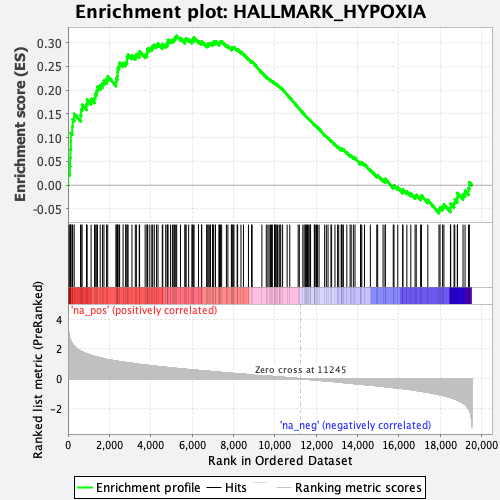 Enrichment plot: HALLMARK_HYPOXIA
Enrichment score (ES)
0.30
0.25
0.20
0.15
0.10
0.05
0.00
-0.05
'na_pos' (positively correlated)
Ranked list metric (PreRanked)
4
2
0
-2
Zero cross at 11245
'na_neg' (negatively correlated)
0 2,000 4,000 6,000 8,000 10,000 12,000 14,000 16,000 18,000 20,000
Rank in Ordered Dataset
Enrichment profile Hits Ranking metric scores